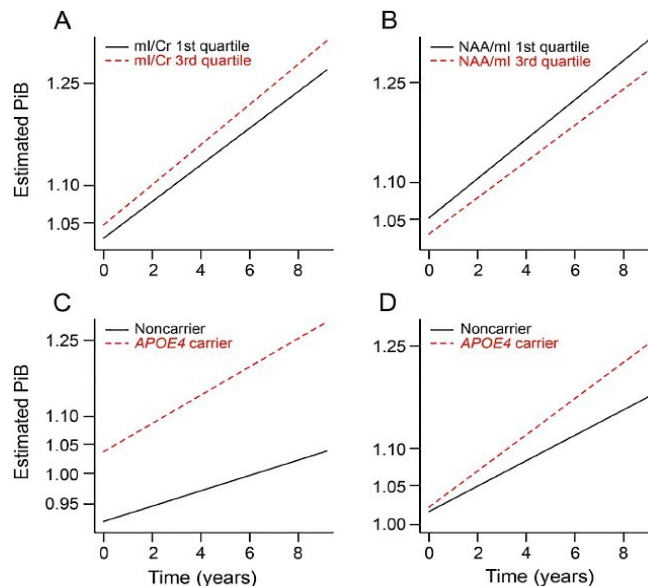 A
mI/Cr 1st quartile
mI/Cr 3rd quartile
Estimated PiB
1.25
1.10
1.05
0 2 4 6 8
B
NAA/mI 1st quartile
NAA/mI 3rd quartile
1.25
1.10
1.05
0 2 4 6 8
C
Noncarrier
APOE4 carrier
Estimated PiB
1.25
1.10
1.05
1.00
0.95
0 2 4 6 8
Time (years)
D
Noncarrier
APOE4 carrier
1.25
1.10
1.05
1.00
0 2 4 6 8
Time (years)